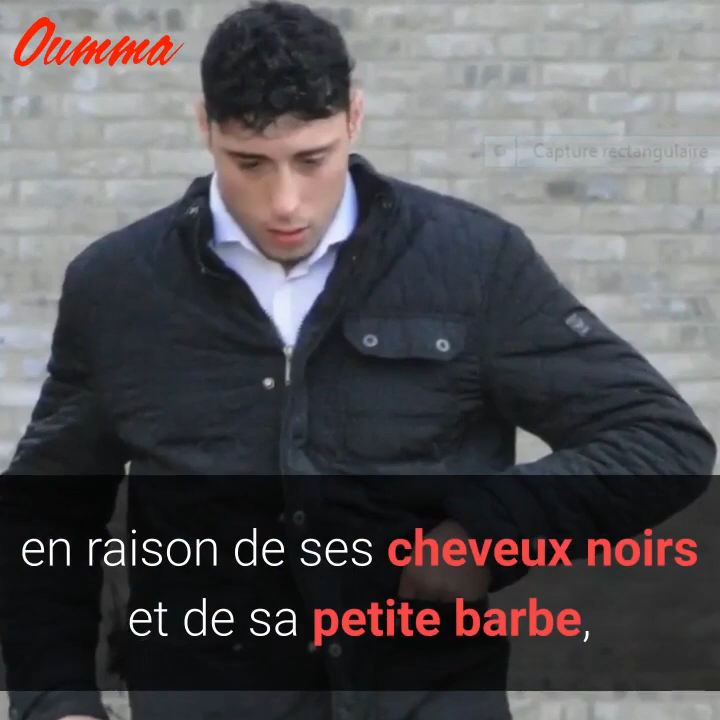 Oumma
© Capture rectangulaire
en raison de ses cheveux noirs
et de sa petite barbe,